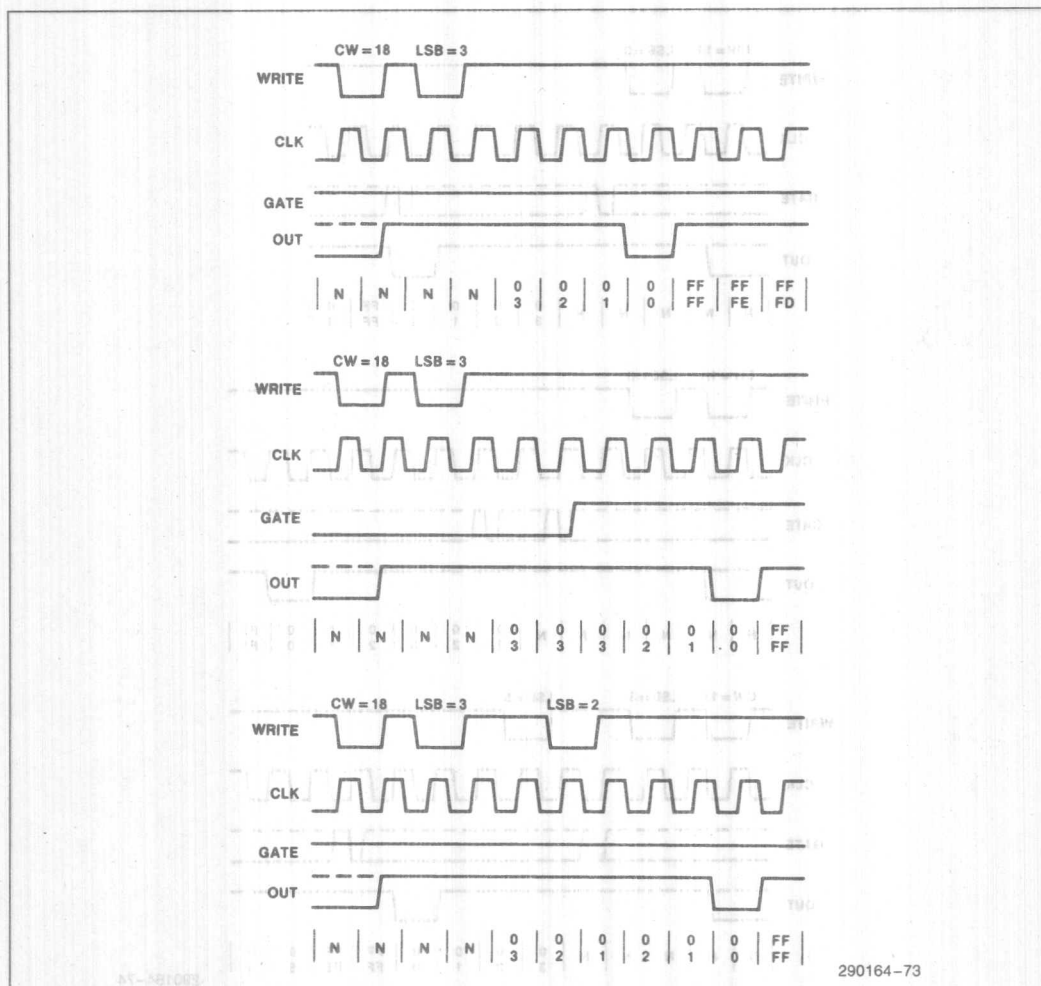 CW = 18 LSB = 3
WRITE
CLK
GATE
OUT
N N N N 0 0 0 0 FF FF FF
3 2 1 0 FF FE FD
CW = 18 LSB = 3
WRITE
CLK
GATE
OUT
N N N N 0 0 0 0 0 0 FF
3 3 3 2 1 0 FF
CW = 18 LSB = 3 LSB = 2
WRITE
CLK
GATE
OUT
N N N N 0 0 0 0 0 0 FF
3 2 1 2 1 0 FF
290164–73